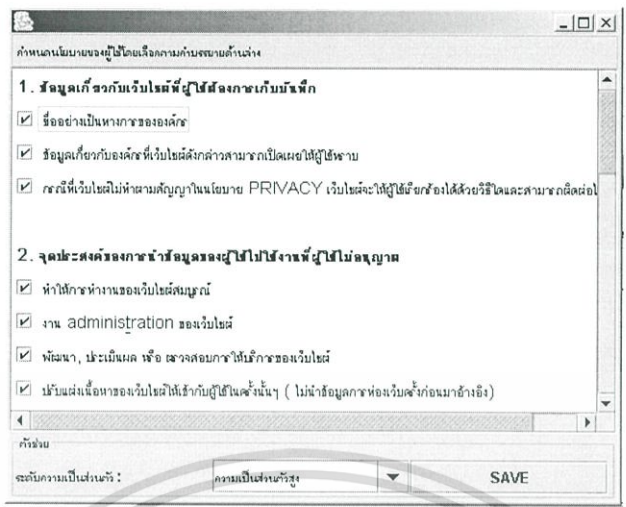 กำหนดนโยบายของผู้ใช้โดยเลือกตามคำบรรยายด้านล่าง
1. ข้อมูลเกี่ยวกับเว็บไซต์ที่ผู้ใช้ต้องการเก็บบันทึก
ชื่ออย่างเป็นทางการขององค์กร
ข้อมูลเกี่ยวกับองค์กรที่เว็บไซต์ดังกล่าวสามารถเปิดเผยให้ผู้ใช้ทราบ
กรณีที่เว็บไซต์ไม่ทำตามสัญญาในนโยบาย PRIVACY เว็บไซต์จะให้ผู้ใช้เรียกร้องได้ด้วยวิธีใดและสามารถติดต่อไ
2. จุดประสงค์ของการนำข้อมูลของผู้ใช้ไปใช้งานที่ผู้ใช้ไม่อนุญาต
ทำให้การทำงานของเว็บไซต์สมบูรณ์
งาน administration ของเว็บไซต์
พัฒนา, ประเมินผล หรือ ตรวจสอบการให้บริการของเว็บไซต์
ปรับแต่งเนื้อหาของเว็บไซต์ให้เข้ากับผู้ใช้ในครั้งนั้นๆ ( ไม่นำข้อมูลการท่องเว็บครั้งก่อนมาอ้างอิง)
ตัวช่วย
ระดับความเป็นส่วนตัว : ความเป็นส่วนตัวสูง SAVE